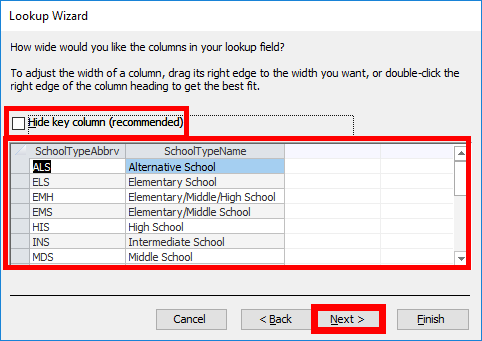 Lookup Wizard
How wide would you like the columns in your lookup field?
To adjust the width of a column, drag its right edge to the width you want, or double-click the
right edge of the column heading to get the best fit.
Hide key column (recommended)
SchoolTypeAbbrv SchoolTypeName
ALS Alternative School
ELS Elementary School
EMH Elementary/Middle/High School
EMS Elementary/Middle School
HIS High School
INS Intermediate School
MDS Middle School
Cancel < Back Next > Finish